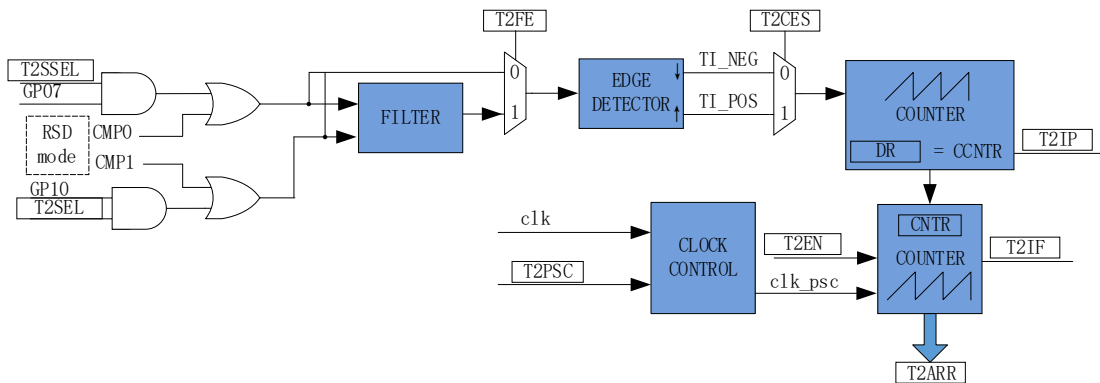 T2FE
T2CES
T2SSEL
GP07
RSD
mode
CMP0
CMP1
GP10
T2SEL
FILTER
0
1
EDGE
DETECTOR
TI_NEG
TI_POS
0
1
COUNTER
DR = CCNTR
T2IP
clk
T2PSC
CLOCK
CONTROL
T2EN
clk_psc
CNTR
COUNTER
T2IF
T2ARR